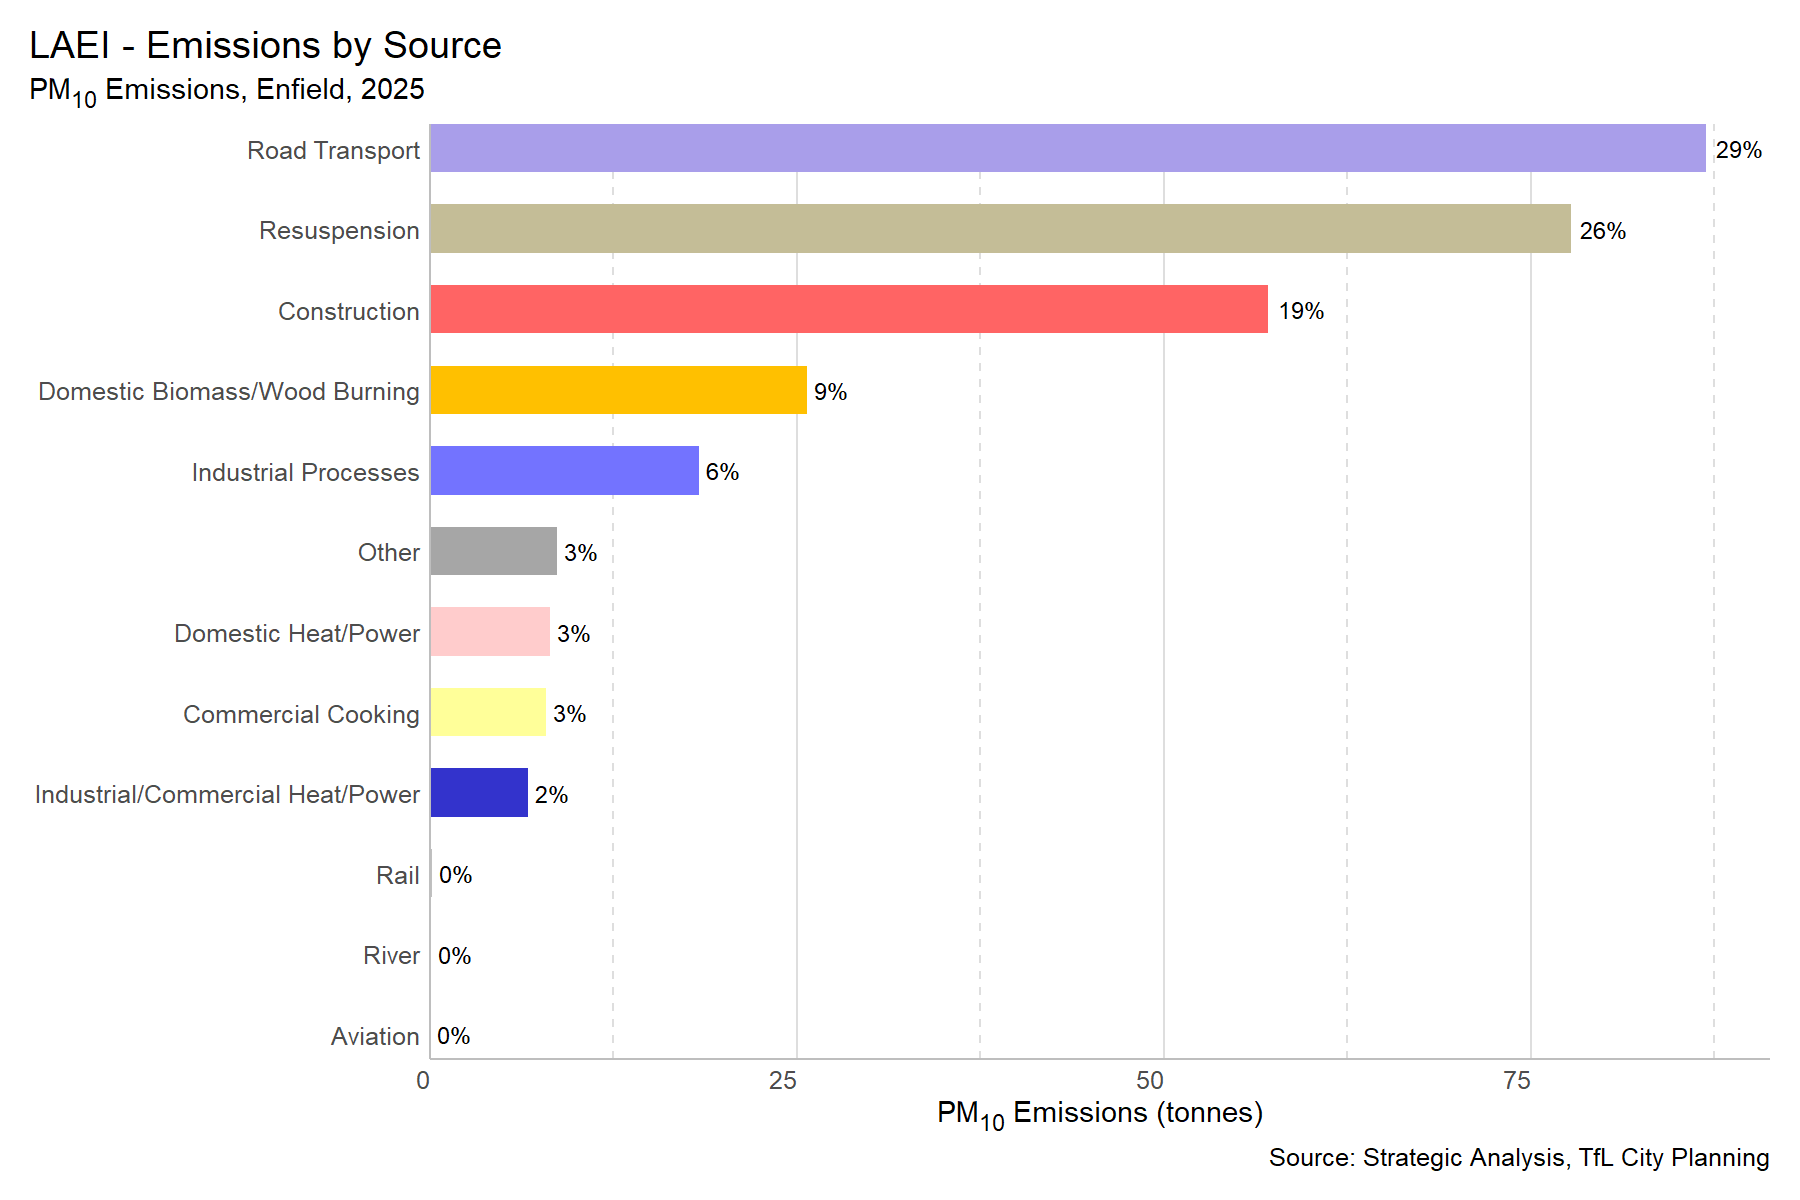 LAEI - Emissions by Source
PM10 Emissions, Enfield, 2025
Road Transport 29%
Resuspension 26%
Construction 19%
Domestic Biomass/Wood Burning 9%
Industrial Processes 6%
Other 3%
Domestic Heat/Power 3%
Commercial Cooking 3%
Industrial/Commercial Heat/Power 2%
Rail 0%
River 0%
Aviation 0%
0 25 50 75
PM10 Emissions (tonnes)
Source: Strategic Analysis, TfL City Planning